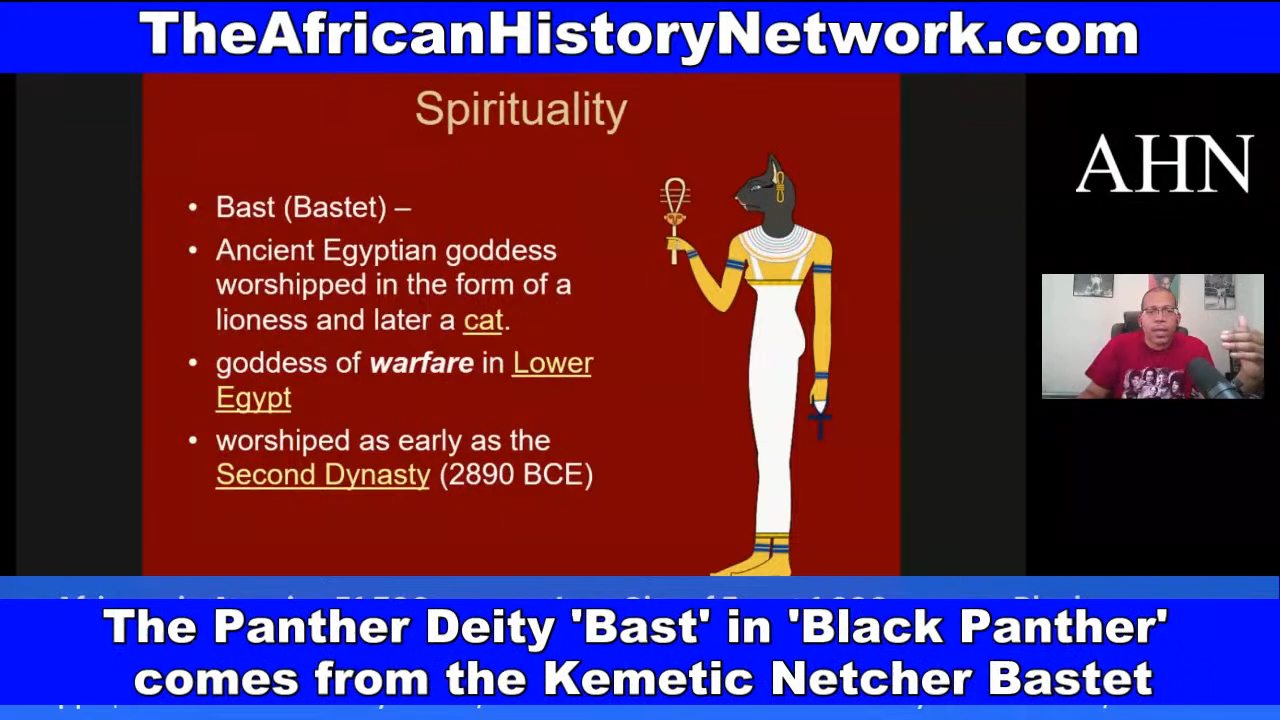 TheAfricanHistoryNetwork.com
Spirituality
AHN
• Bast (Bastet) –
• Ancient Egyptian goddess
worshipped in the form of a
lioness and later a cat.
• goddess of warfare in Lower
Egypt
• worshiped as early as the
Second Dynasty (2890 BCE)
The Panther Deity 'Bast' in 'Black Panther'
comes from the Kemetic Netcher Bastet